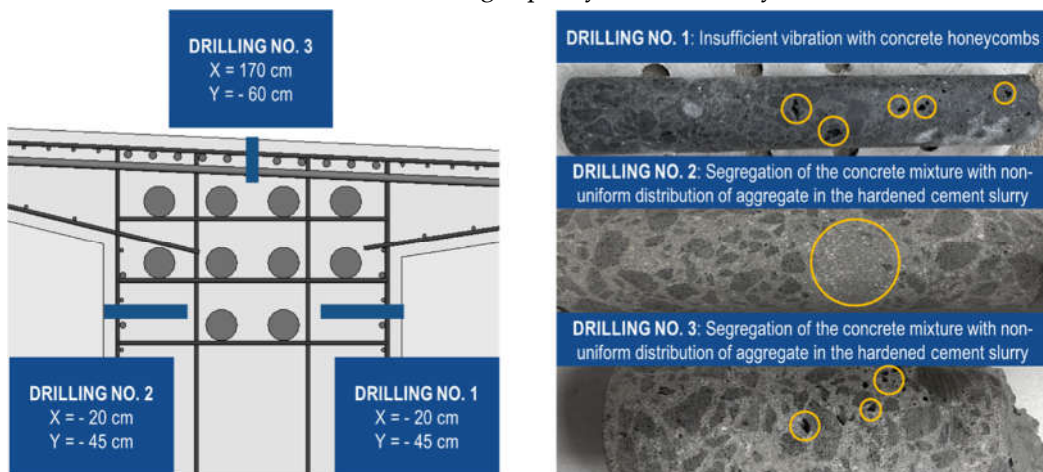 DRILLING NO. 3
X = 170 cm
Y = - 60 cm
DRILLING NO. 2
X = - 20 cm
Y = - 45 cm
DRILLING NO. 1
X = - 20 cm
Y = - 45 cm
DRILLING NO. 1: Insufficient vibration with concrete honeycombs
DRILLING NO. 2: Segregation of the concrete mixture with non-
uniform distribution of aggregate in the hardened cement slurry
DRILLING NO. 3: Segregation of the concrete mixture with non-
uniform distribution of aggregate in the hardened cement slurry